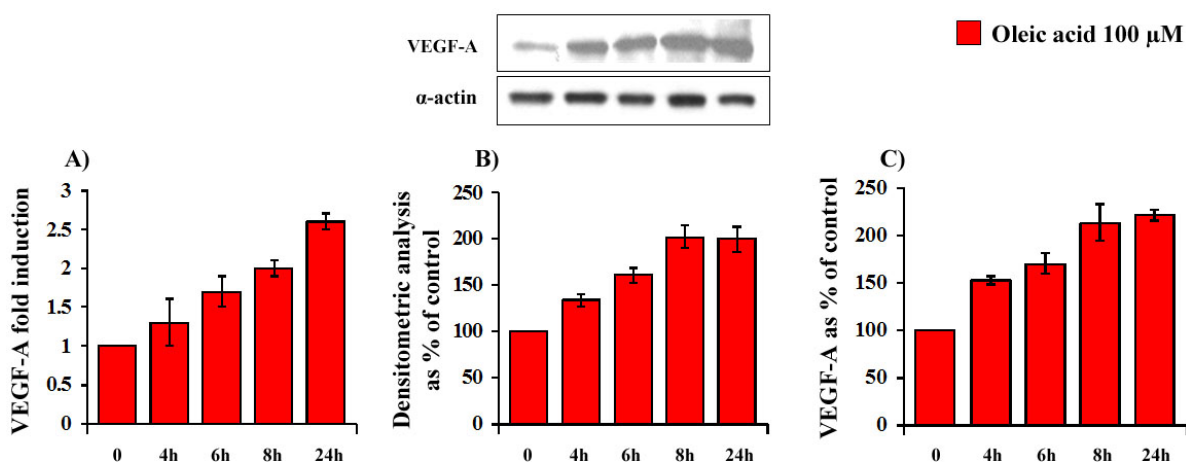 VEGF-A
α-actin
Oleic acid 100 μM
A)
VEGF-A fold induction
3
2.5
2
1.5
1
0.5
0
0 4h 6h 8h 24h
B)
Densitometric analysis
as % of control
250
200
150
100
50
0
0 4h 6h 8h 24h
C)
VEGF-A as % of control
250
200
150
100
50
0
0 4h 6h 8h 24h